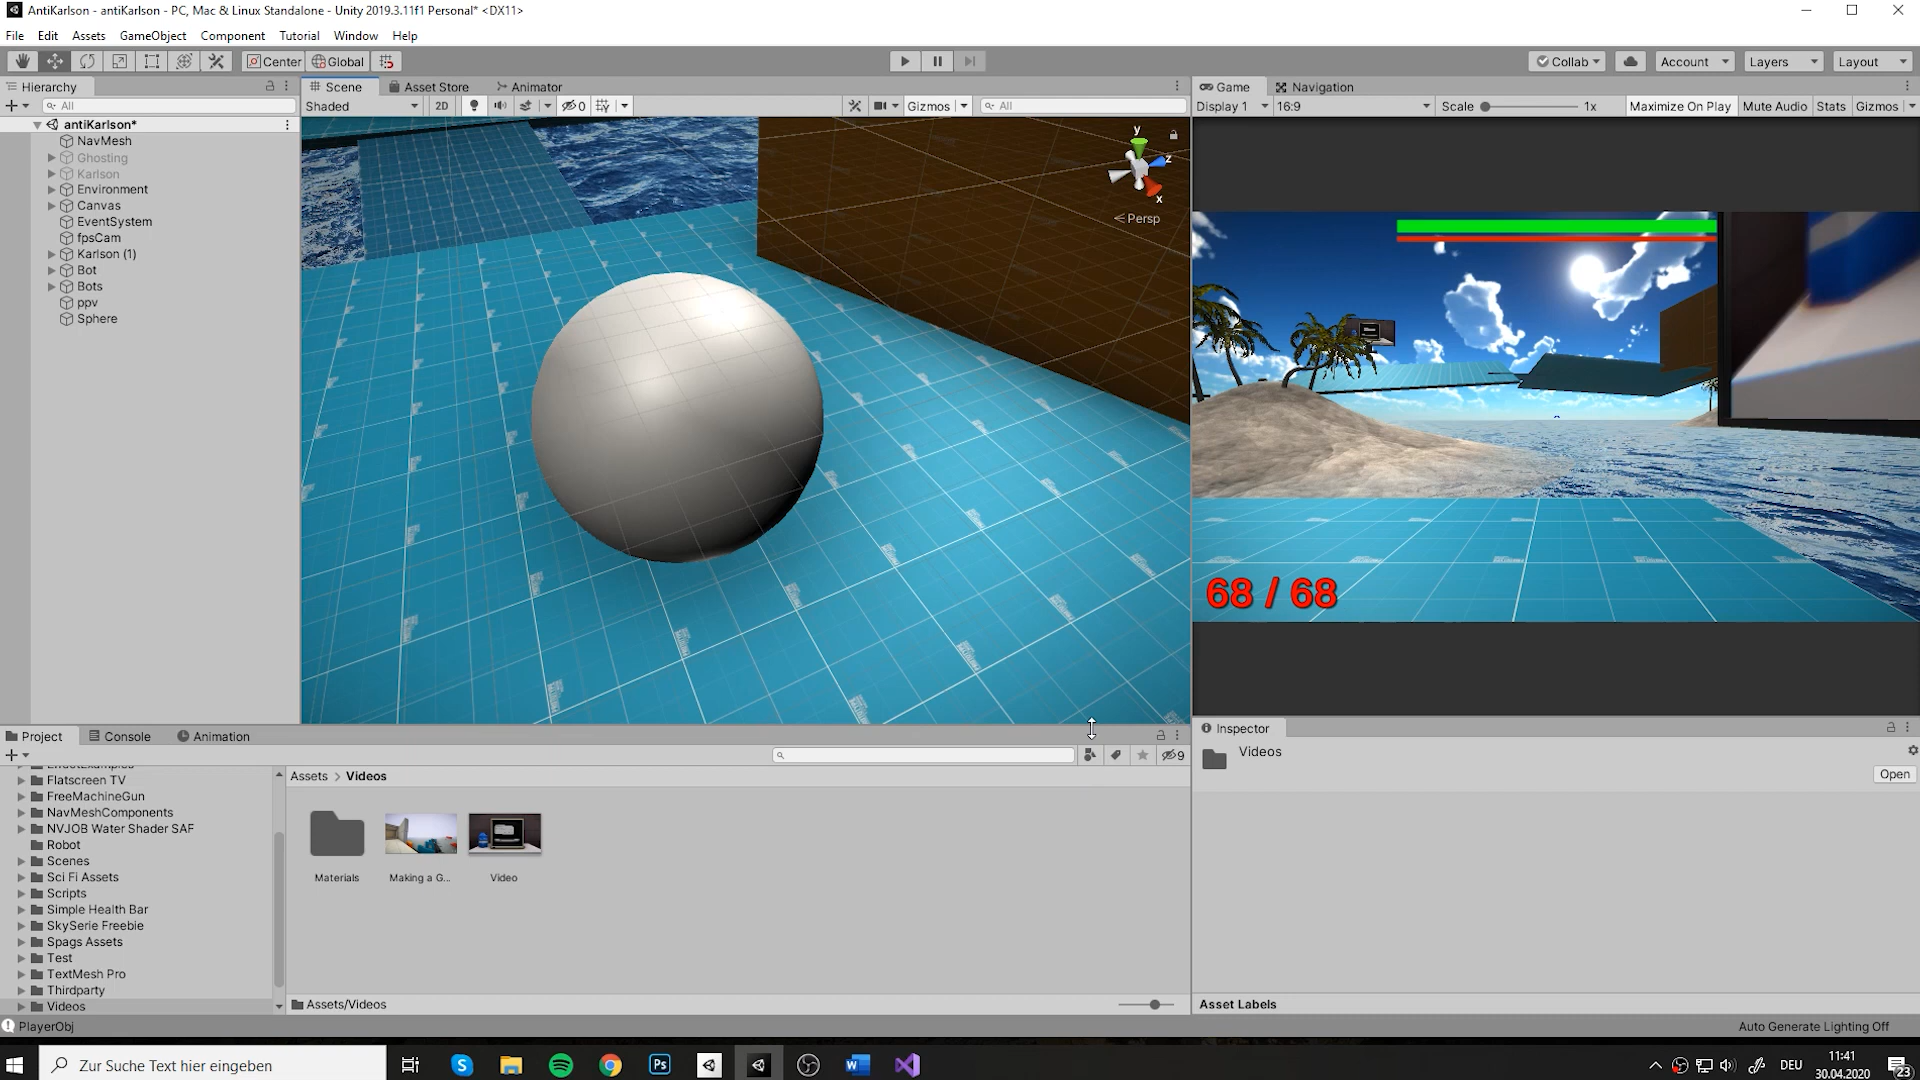 AntiKarlson - antiKarlson - PC, Mac & Linux Standalone - Unity 2019.3.11f1 Personal* <DX11>
File Edit Assets GameObject Component Tutorial Window Help
Center Global Collab Account Layers Layout
Hierarchy Scene Asset Store Animator Game Navigation
All Shaded 2D 0 Gizmos All Display 1 16:9 Scale 1x Maximize On Play Mute Audio Stats Gizmos
antiKarlson*
NavMesh
Ghosting
Karlson
Environment
Canvas
EventSystem
fpsCam
Karlson (1)
Bot
Bots
ppv
Sphere
y
z
x
Persp
68 / 68
Project Console Animation
9
Inspector
Videos
Open
Assets > Videos
Flatscreen TV
FreeMachineGun
NavMeshComponents
NVJOB Water Shader SAF
Robot
Scenes
Sci Fi Assets
Scripts
Simple Health Bar
SkySerie Freebie
Spags Assets
Test
TextMesh Pro
Thirdparty
Videos
Materials Making a G... Video
Assets/Videos
Asset Labels
PlayerObj
Auto Generate Lighting Off
Zur Suche Text hier eingeben
DEU
11:41
30.04.2020
23